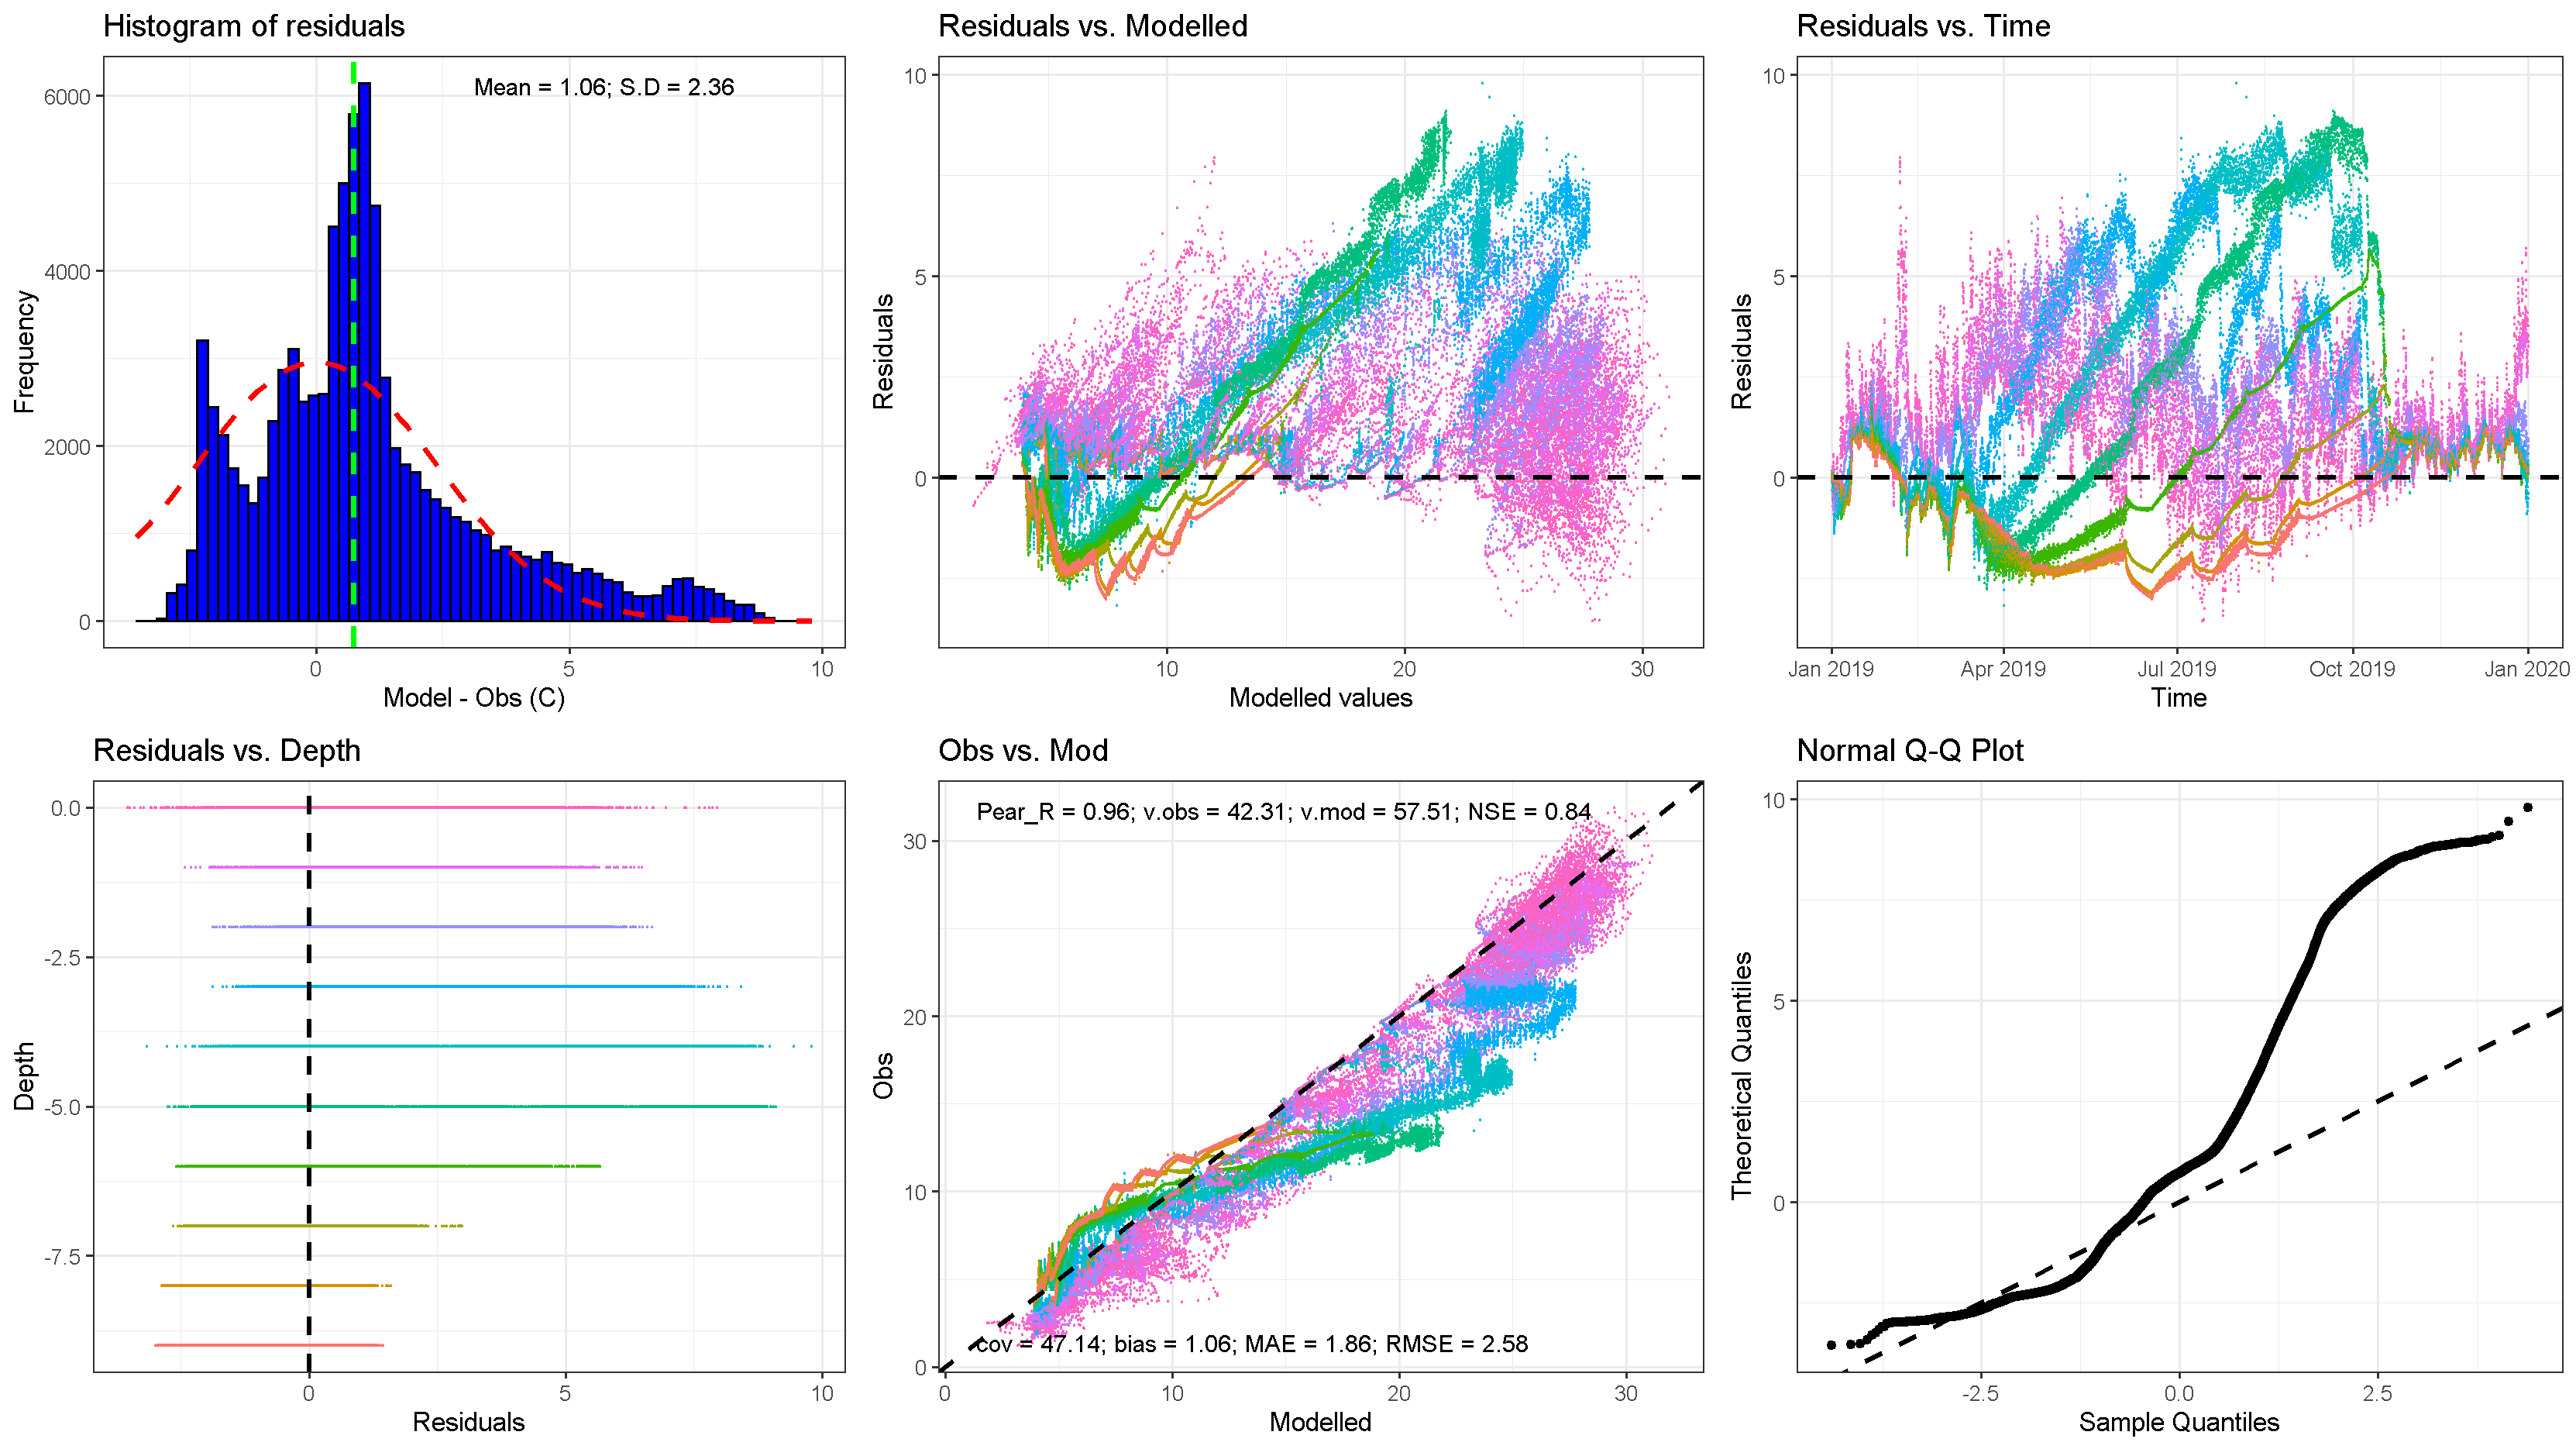 Histogram of residuals
Mean = 1.06; S.D = 2.36
Frequency
6000
4000
2000
0
0
5
10
Model - Obs (C)
Residuals vs. Modelled
Residuals
10
5
0
10
20
30
Modelled values
Residuals vs. Time
Residuals
10
5
0
Jan 2019
Apr 2019
Jul 2019
Oct 2019
Jan 2020
Time
Residuals vs. Depth
Depth
0.0
-2.5
-5.0
-7.5
0
5
10
Residuals
Obs vs. Mod
Pear_R = 0.96; v.obs = 42.31; v.mod = 57.51; NSE = 0.84
Obs
30
20
10
0
cov = 47.14; bias = 1.06; MAE = 1.86; RMSE = 2.58
0
10
20
30
Modelled
Normal Q-Q Plot
Theoretical Quantiles
10
5
0
-2.5
0.0
2.5
Sample Quantiles